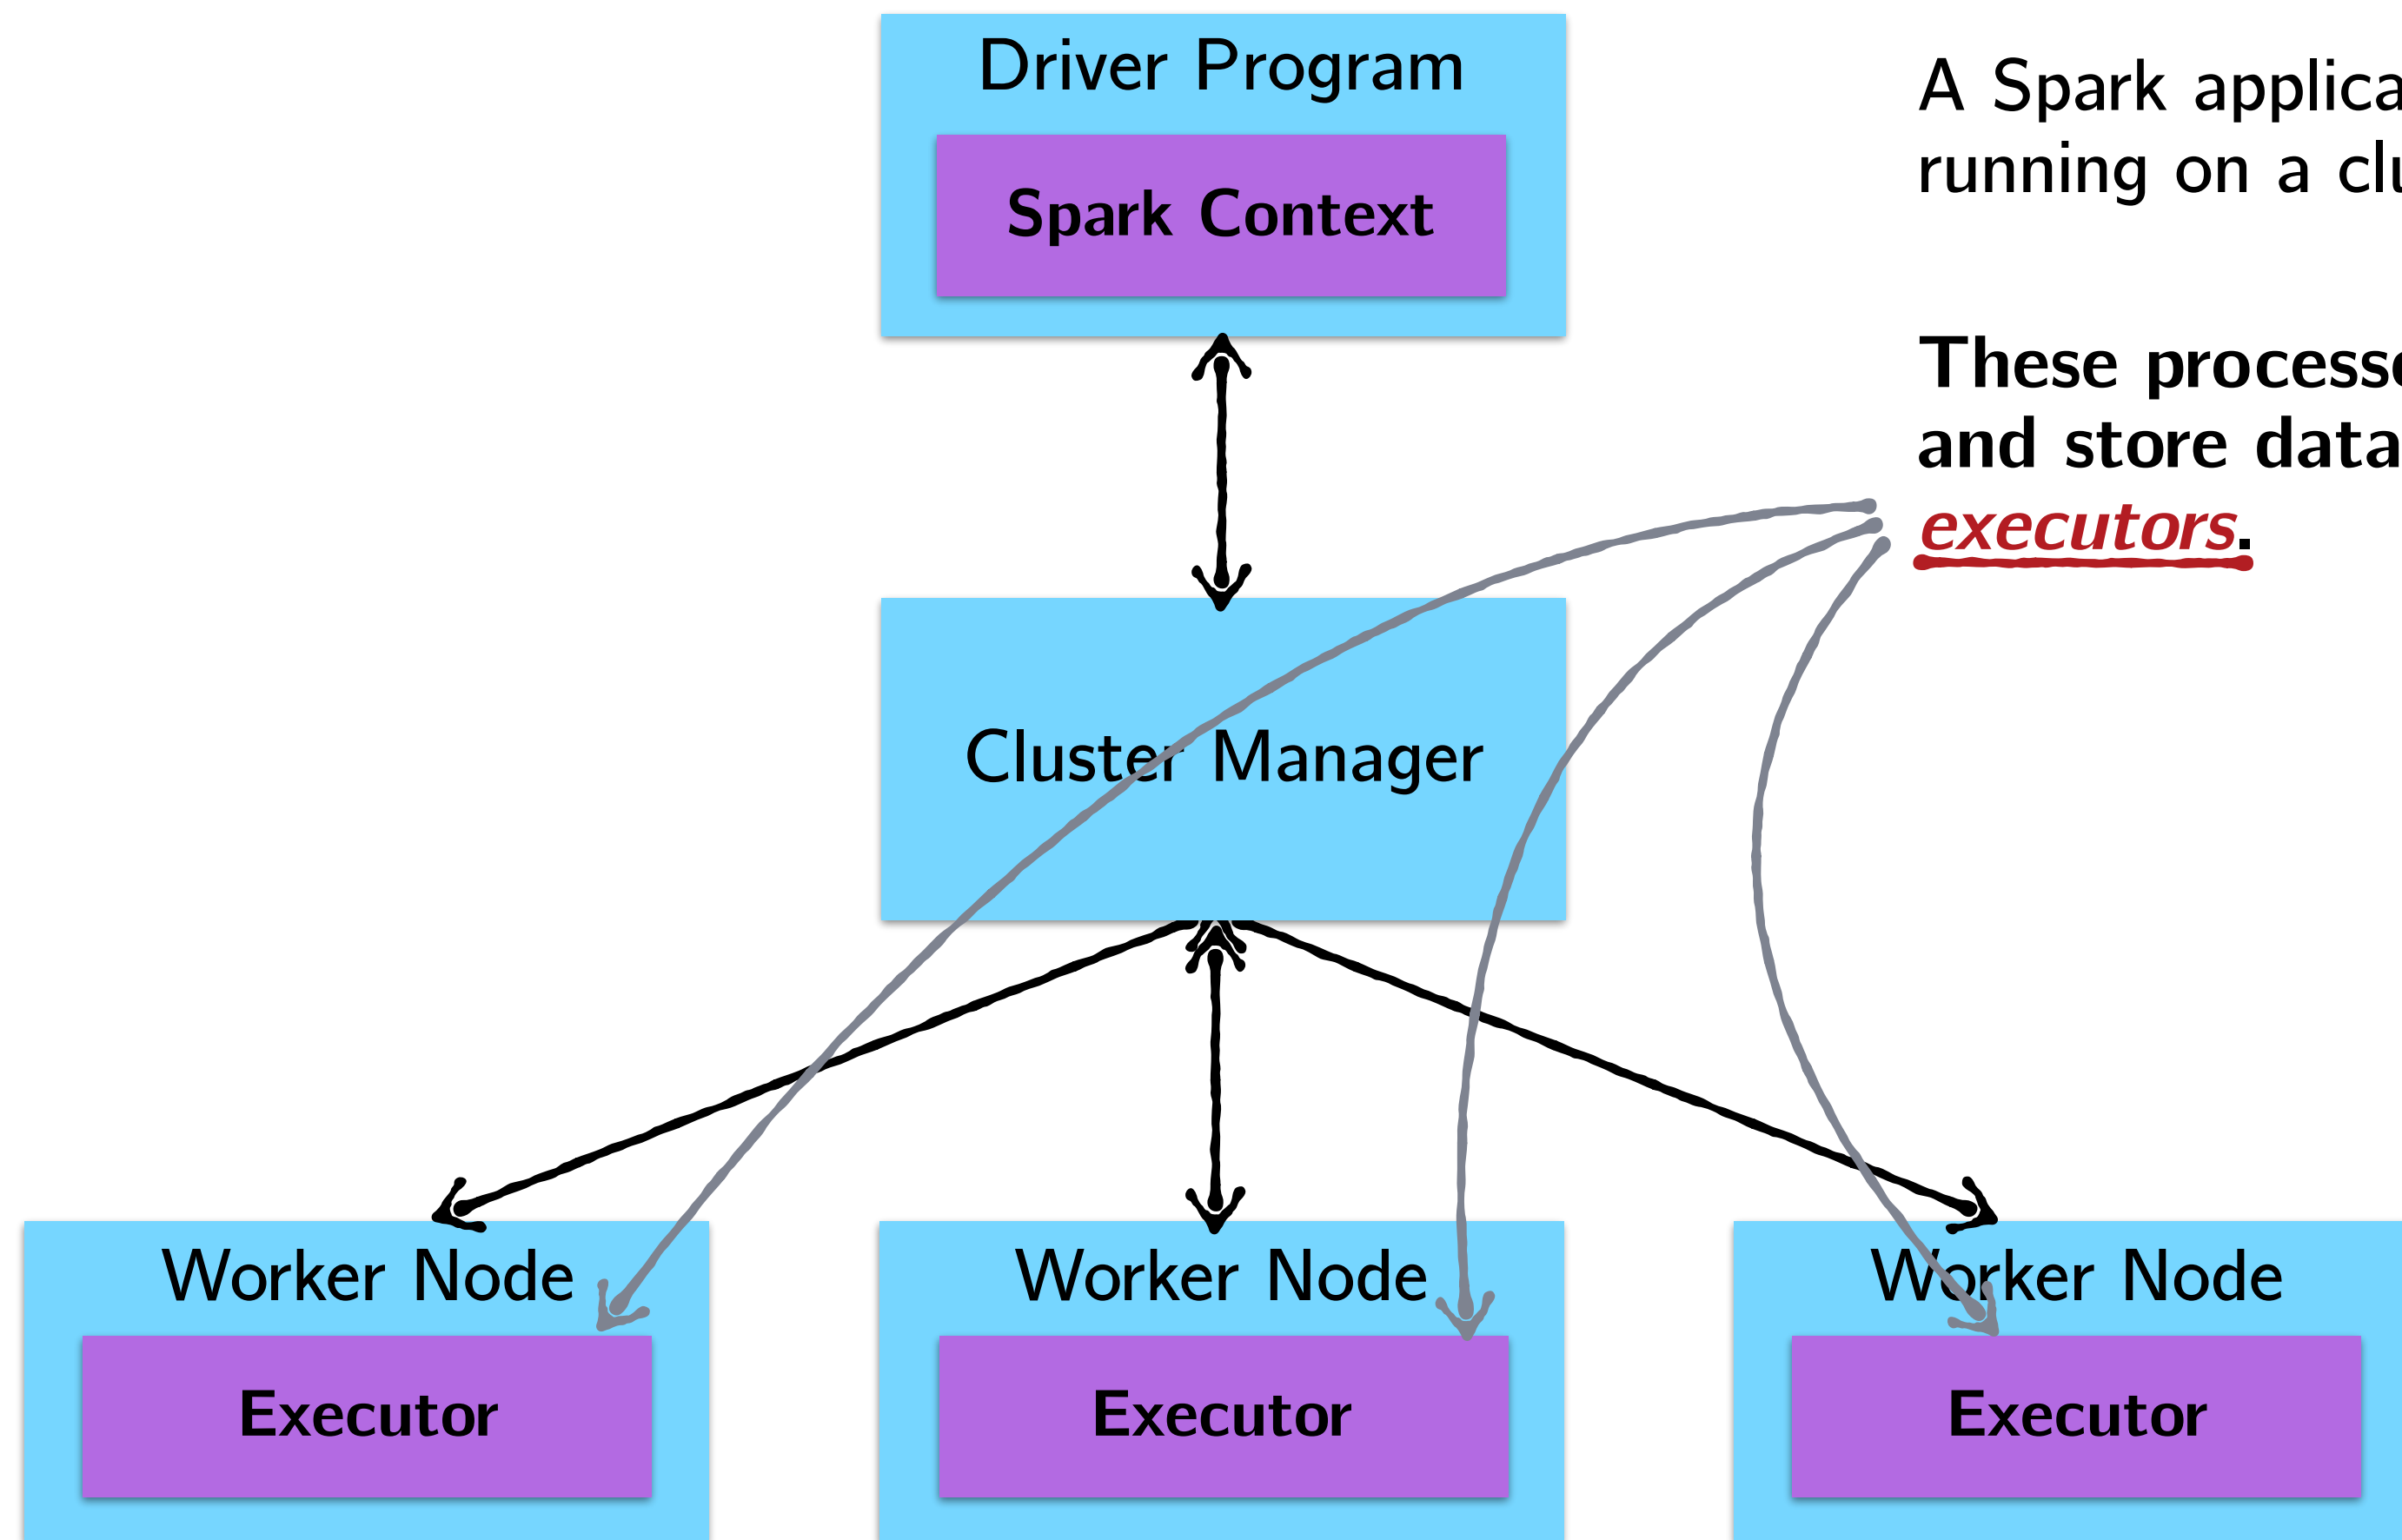 Driver Program
Spark Context
A Spark applica
running on a clu
These process
and store data
executors.
Cluster Manager
Worker Node
Executor
Worker Node
Executor
Worker Node
Executor